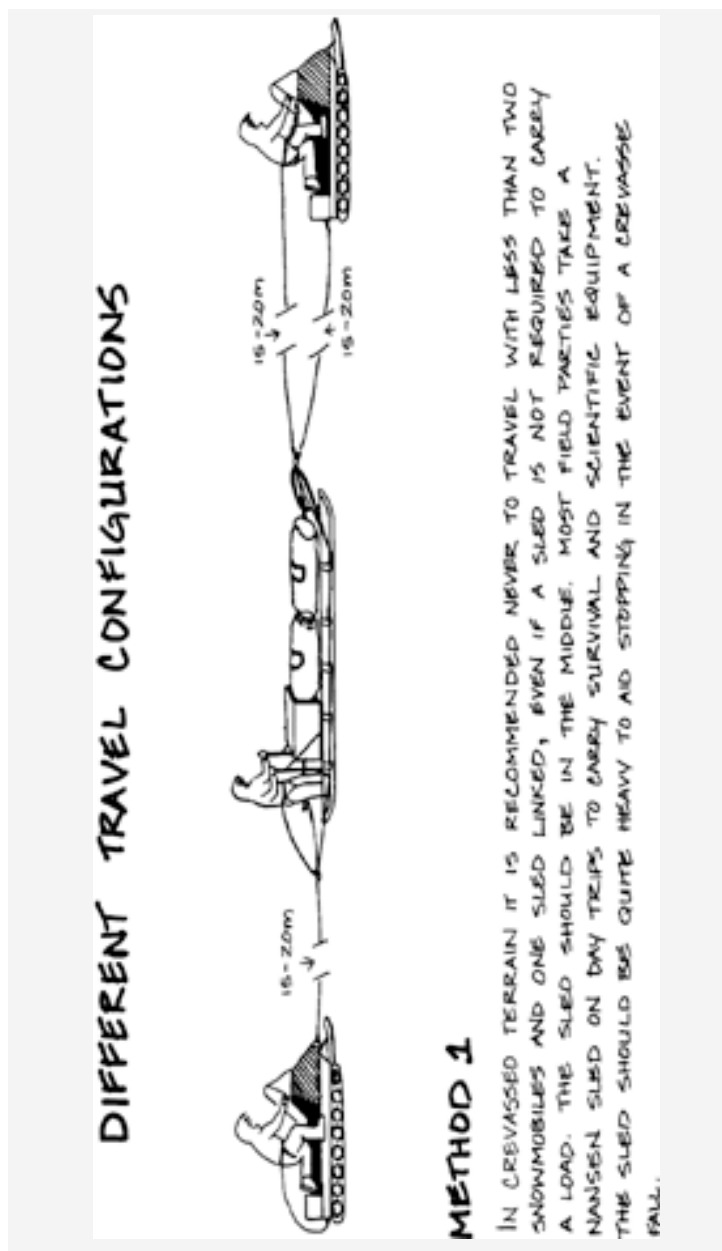 DIFFERENT TRAVEL CONFIGURATIONS
15-20m
15-20m
15-20m
METHOD 1
IN CREVASSED TERRAIN IT IS RECOMMENDED NEVER TO TRAVEL WITH LESS THAN TWO
SNOWMOBILES AND ONE SLED LINKED, EVEN IF A SLED IS NOT REQUIRED TO CARRY
A LOAD. THE SLED SHOULD BE IN THE MIDDLE. MOST FIELD PARTIES TAKE A
NANSEN SLED ON DAY TRIPS TO CARRY SURVIVAL AND SCIENTIFIC EQUIPMENT.
THE SLED SHOULD BE QUITE HEAVY TO AID STOPPING IN THE EVENT OF A CREVASSE
FALL.